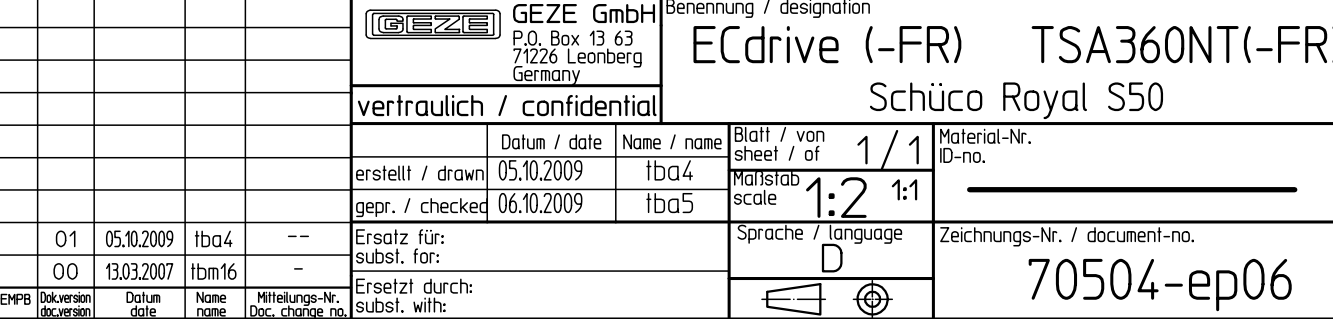 GEZE
GEZE GmbH
P.O. Box 13 63
71226 Leonberg
Germany
Benennung / designation
ECdrive (-FR) TSA360NT(-FR)
Schüco Royal S50
vertraulich / confidential
Datum / date Name / name
erstellt / drawn 05.10.2009 tba4
gepr. / checked 06.10.2009 tba5
Blatt / von
sheet / of 1 / 1
Maßstab
scale 1:2 1:1
Material-Nr.
ID-no.
Ersatz für:
subst. for:
Ersetzt durch:
subst. with:
Sprache / language
D
Zeichnungs-Nr. / document-no.
70504-ep06
01 05.10.2009 tba4 --
00 13.03.2007 tbm16 -
EMPB Dok.version Datum Name Mitteilungs-Nr.
doc.version date name Doc. change no.